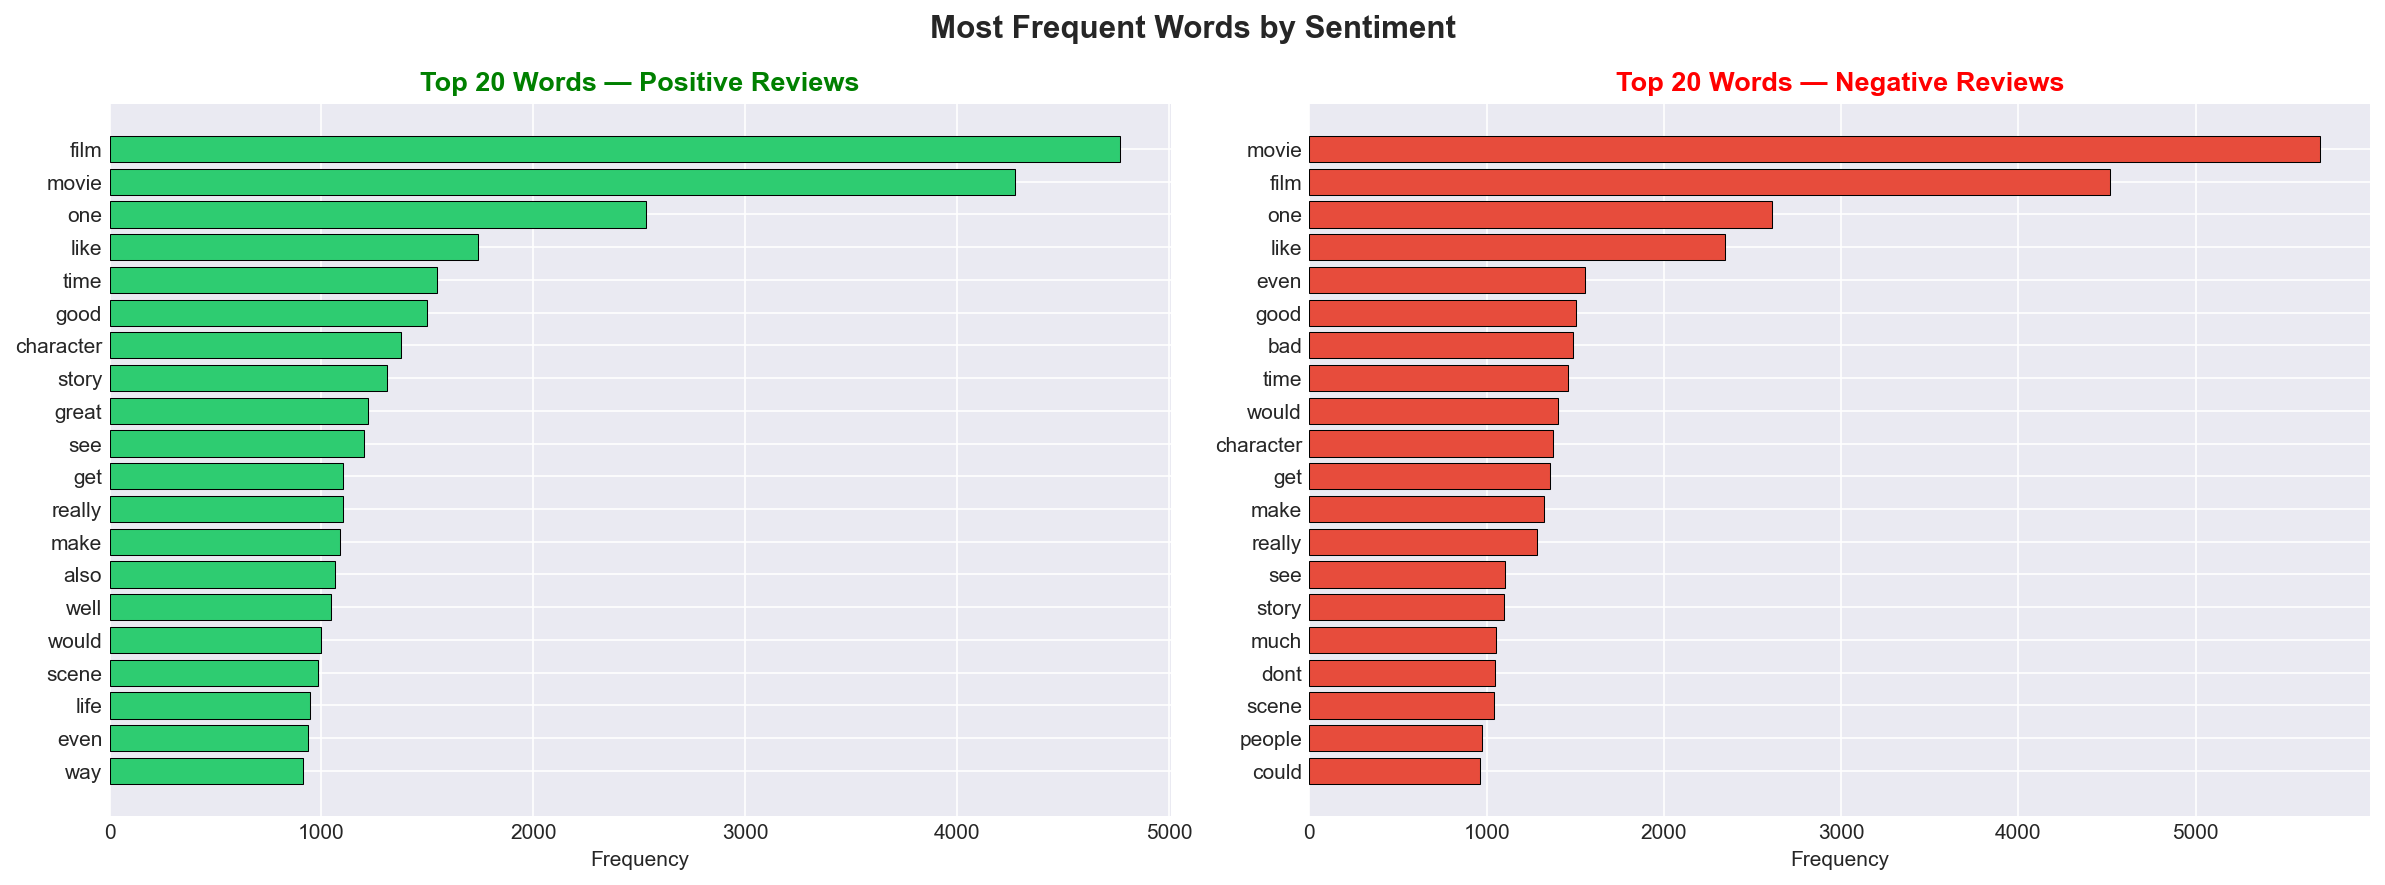 Most Frequent Words by Sentiment
Top 20 Words — Positive Reviews
film
movie
one
like
time
good
character
story
great
see
get
really
make
also
well
would
scene
life
even
way
0 1000 2000 3000 4000 5000
Frequency
Top 20 Words — Negative Reviews
movie
film
one
like
even
good
bad
time
would
character
get
make
really
see
story
much
dont
scene
people
could
0 1000 2000 3000 4000 5000
Frequency